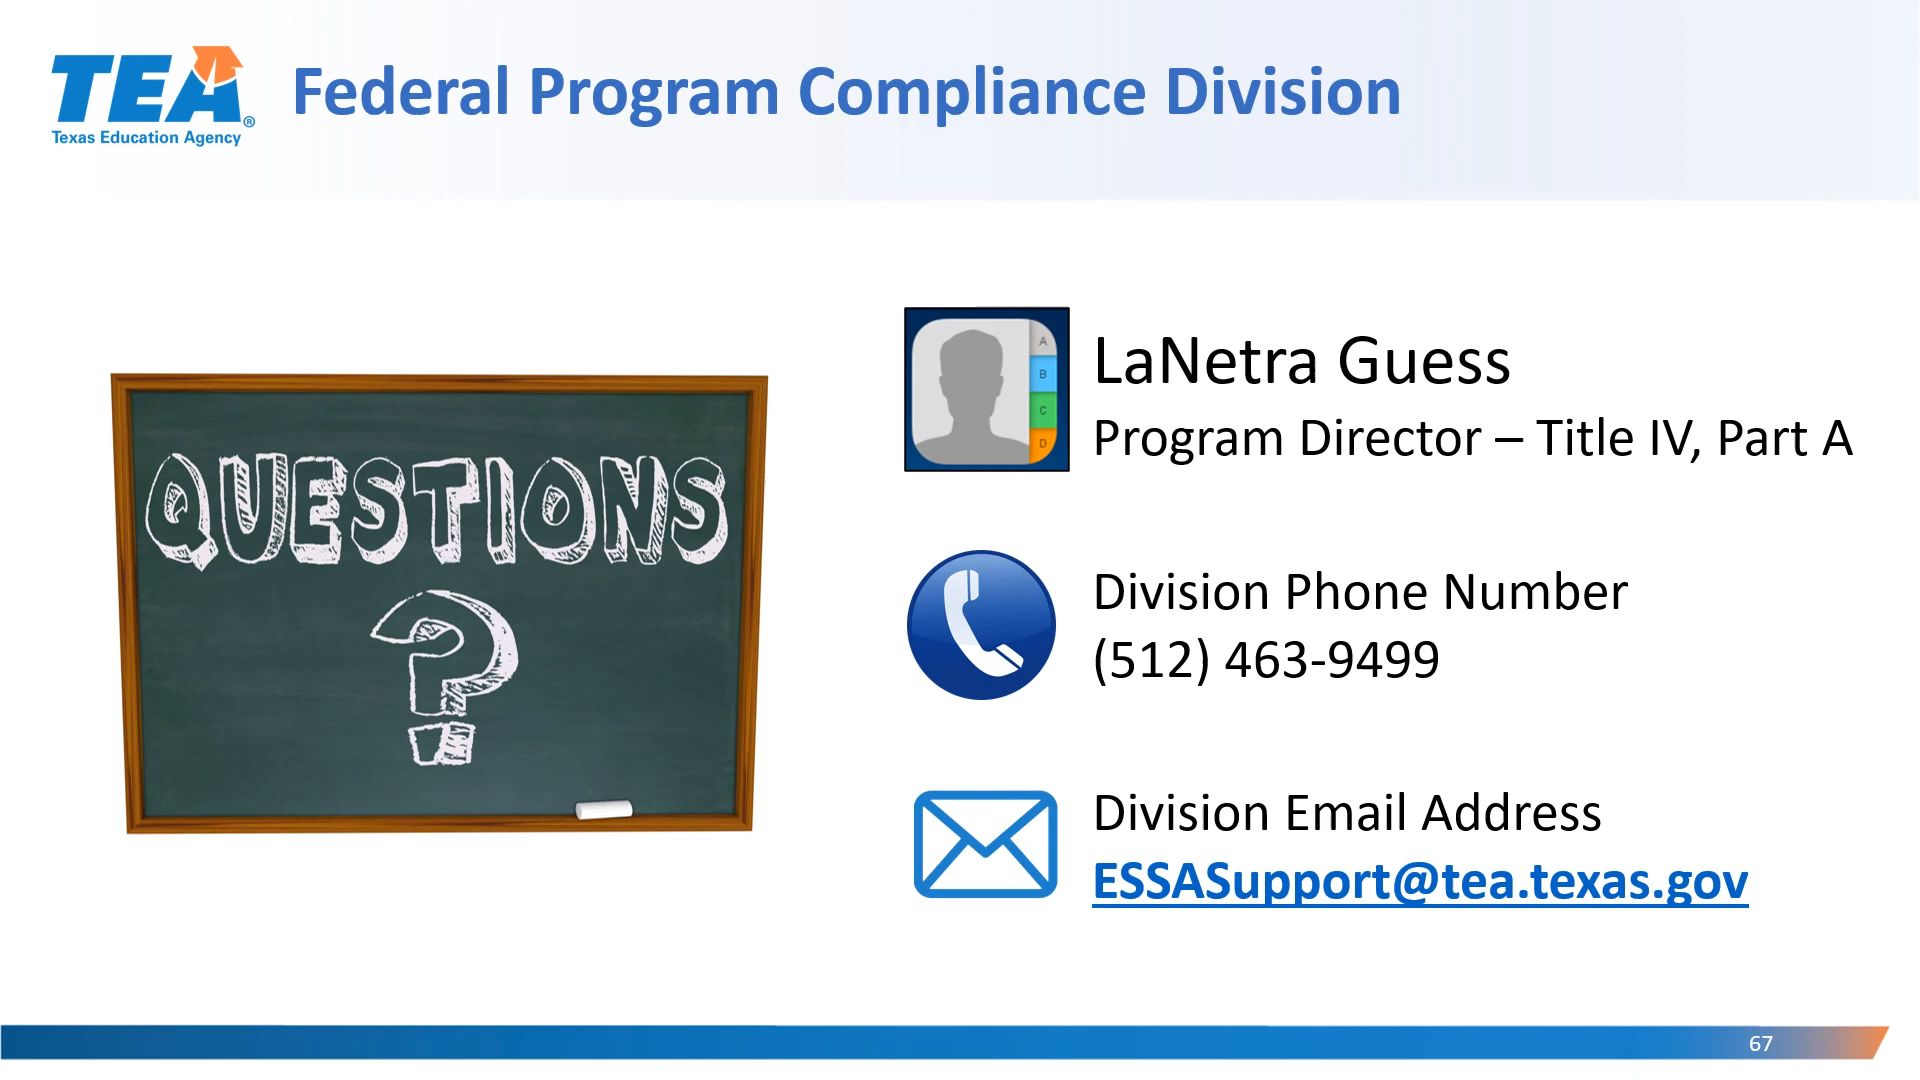 TEA®
Texas Education Agency
Federal Program Compliance Division
QUESTIONS
?
A
B
C
D
LaNetra Guess
Program Director – Title IV, Part A
Division Phone Number
(512) 463-9499
Division Email Address
ESSASupport@tea.texas.gov
67